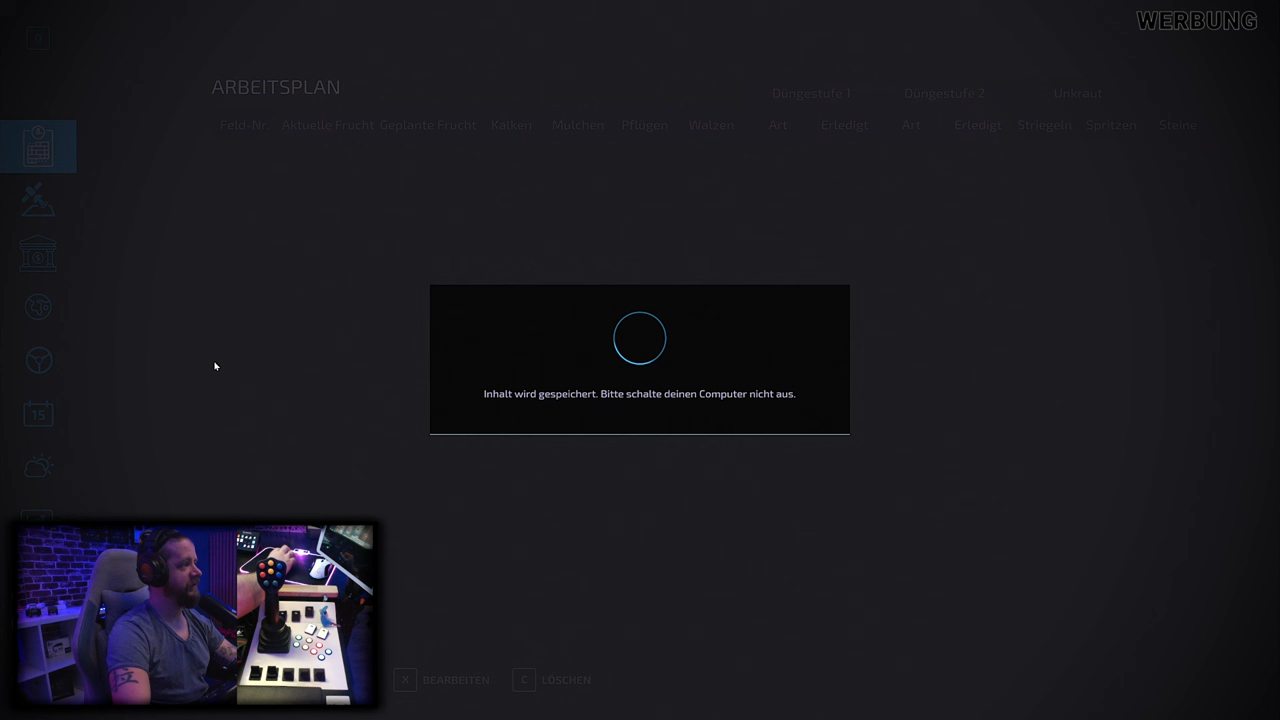 WERBUNG
Q
ARBEITSPLAN
Düngestufe 1 Düngestufe 2 Unkraut
Feld-Nr. Aktuelle Frucht Geplante Frucht Kalken Mulchen Pflügen Walzen Art Erledigt Art Erledigt Striegeln Spritzen Steine
15
Inhalt wird gespeichert. Bitte schalte deinen Computer nicht aus.
X BEARBEITEN C LÖSCHEN